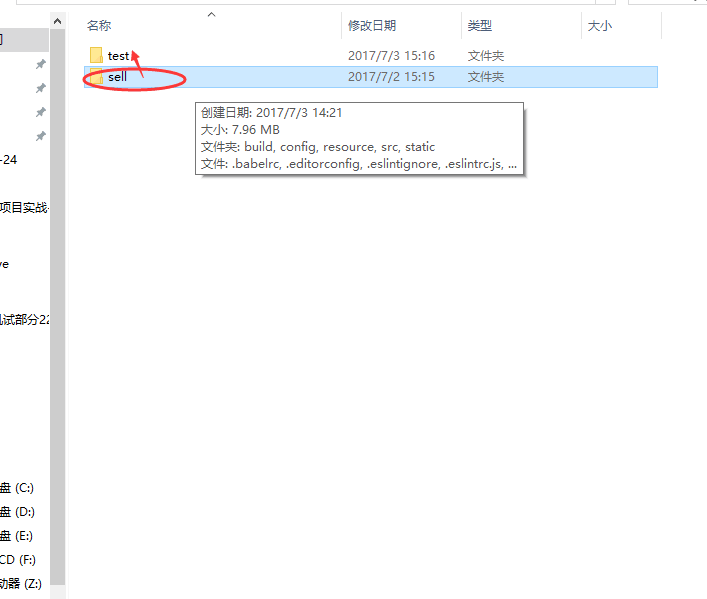 名称 修改日期 类型 大小
test 2017/7/3 15:16 文件夹
sell 2017/7/2 15:15 文件夹
创建日期: 2017/7/3 14:21
大小: 7.96 MB
文件夹: build, config, resource, src, static
文件: .babelrc, .editorconfig, .eslintignore, .eslintrc.js, ...
-24
项目实战-
ve
试部分22
盘 (C:)
盘 (D:)
盘 (E:)
CD (F:)
动器 (Z:)